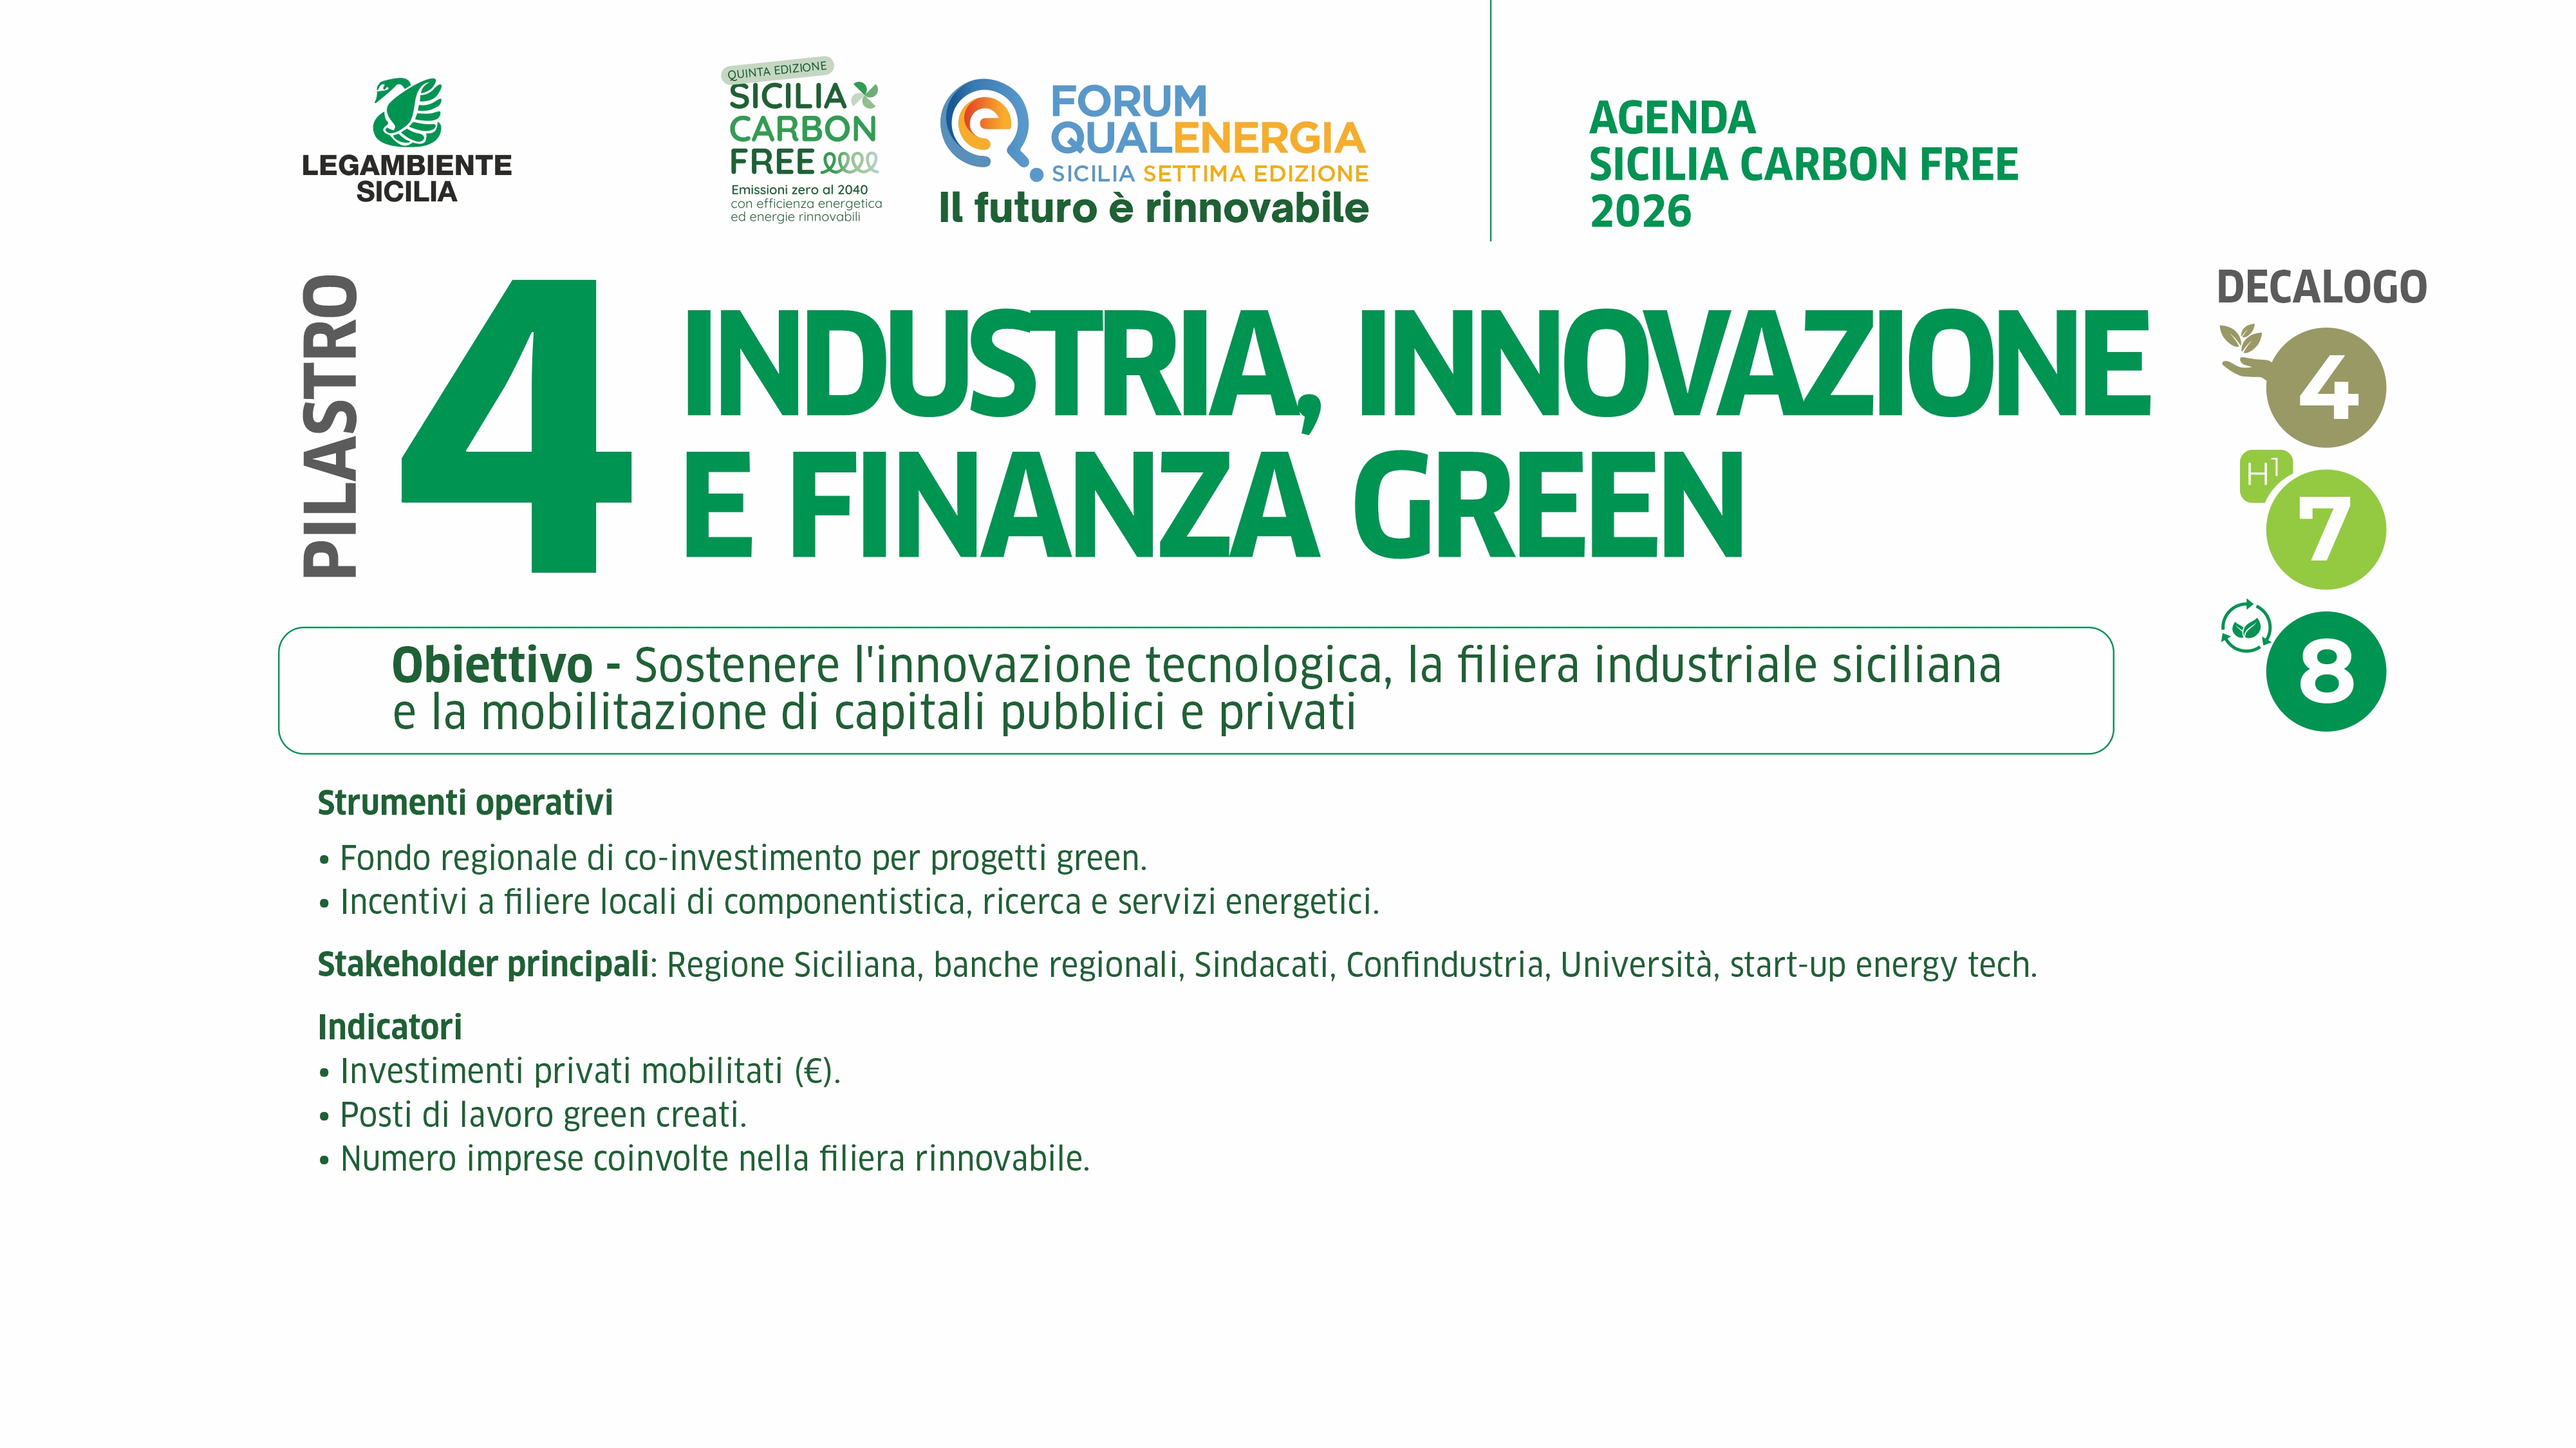 LEGAMBIENTE
SICILIA
QUINTA EDIZIONE
SICILIA
CARBON
FREE
Emissioni zero al 2040
con efficienza energetica
ed energie rinnovabili
FORUM
QUALENERGIA
SICILIA SETTIMA EDIZIONE
Il futuro è rinnovabile
AGENDA
SICILIA CARBON FREE
2026
PILASTRO
4
INDUSTRIA, INNOVAZIONE
E FINANZA GREEN
DECALOGO
4
H1
7
8
Obiettivo - Sostenere l'innovazione tecnologica, la filiera industriale siciliana
e la mobilitazione di capitali pubblici e privati
Strumenti operativi
• Fondo regionale di co-investimento per progetti green.
• Incentivi a filiere locali di componentistica, ricerca e servizi energetici.
Stakeholder principali: Regione Siciliana, banche regionali, Sindacati, Confindustria, Università, start-up energy tech.
Indicatori
• Investimenti privati mobilitati (€).
• Posti di lavoro green creati.
• Numero imprese coinvolte nella filiera rinnovabile.